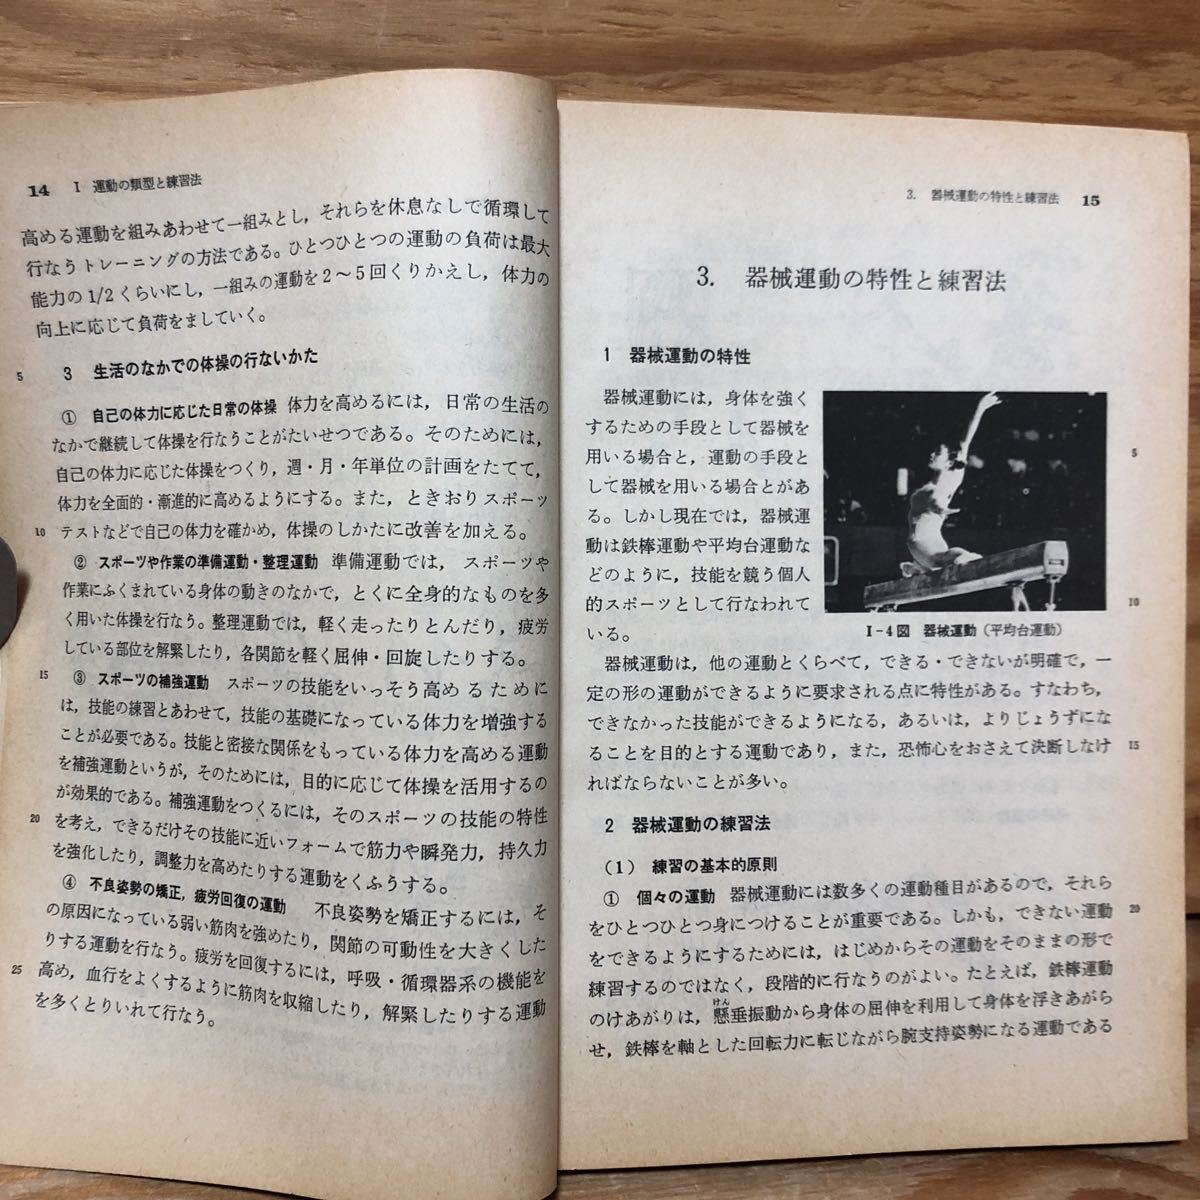 14 I 運動の類型と練習法
高める運動を組みあわせて一組みとし，それらを休息なしで循環して
行なうトレーニングの方法である。ひとつひとつの運動の負荷は最大
能力の1/2くらいにし，一組みの運動を2〜5回くりかえし，体力の
向上に応じて負荷をましていく。
5 3 生活のなかでの体操の行ないかた
① 自己の体力に応じた日常の体操 体力を高めるには，日常の生活の
なかで継続して体操を行なうことがたいせつである。そのためには，
自己の体力に応じた体操をつくり，週・月・年単位の計画をたてて，
体力を全面的・漸進的に高めるようにする。また，ときおりスポーツ
10 テストなどで自己の体力を確かめ，体操のしかたに改善を加える。
② スポーツや作業の準備運動・整理運動 準備運動では，スポーツや
作業にふくまれている身体の動きのなかで，とくに全身的なものを多
く用いた体操を行なう。整理運動では，軽く走ったりとんだり，疲労
している部位を解緊したり，各関節を軽く屈伸・回旋したりする。
15 ③ スポーツの補強運動 スポーツの技能をいっそう高めるために
は，技能の練習とあわせて，技能の基礎になっている体力を増強する
ことが必要である。技能と密接な関係をもっている体力を高める運動
を補強運動というが，そのためには，目的に応じて体操を活用するの
が効果的である。補強運動をつくるには，そのスポーツの技能の特性
20 を考え，できるだけその技能に近いフォームで筋力や瞬発力，持久力
を強化したり，調整力を高めたりする運動をくふうする。
④ 不良姿勢の矯正，疲労回復の運動 不良姿勢を矯正するには，そ
の原因になっている弱い筋肉を強めたり，関節の可動性を大きくした
りする運動を行なう。疲労を回復するには，呼吸・循環器系の機能を
25 高め，血行をよくするように筋肉を収縮したり，解緊したりする運動
を多くとりいれて行なう。
3. 器械運動の特性と練習法 15
3. 器械運動の特性と練習法
1 器械運動の特性
器械運動には，身体を強く
するための手段として器械を
用いる場合と，運動の手段と 5
して器械を用いる場合とがあ
る。しかし現在では，器械運
動は鉄棒運動や平均台運動な
どのように，技能を競う個人
的スポーツとして行なわれて 10
いる。
I-4図 器械運動（平均台運動）
器械運動は，他の運動とくらべて，できる・できないが明確で，一
定の形の運動ができるように要求される点に特性がある。すなわち，
できなかった技能ができるようになる，あるいは，よりじょうずにな
ることを目的とする運動であり，また，恐怖心をおさえて決断しなけ 15
ればならないことが多い。
2 器械運動の練習法
(1) 練習の基本的原則
① 個々の運動 器械運動には数多くの運動種目があるので，それら
をひとつひとつ身につけることが重要である。しかも，できない運動 20
をできるようにするためには，はじめからその運動をそのままの形で
練習するのではなく，段階的に行なうのがよい。たとえば，鉄棒運動
のけあがりは，懸垂振動から身体の屈伸を利用して身体を浮きあがら
けん
せ，鉄棒を軸とした回転力に転じながら腕支持姿勢になる運動である